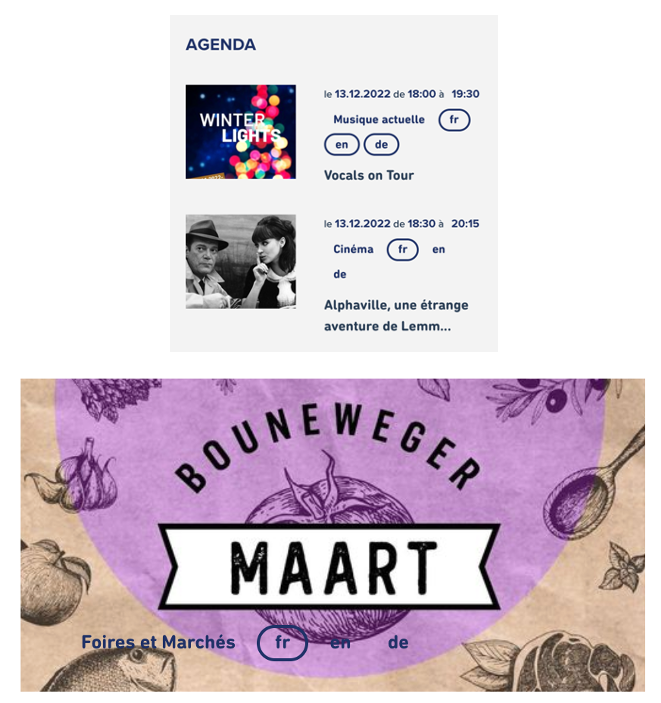 AGENDA
le 13.12.2022 de 18:00 à 19:30
WINTER
LIGHTS
Musique actuelle fr
en de
Vocals on Tour
le 13.12.2022 de 18:30 à 20:15
Cinéma fr en
de
Alphaville, une étrange
aventure de Lemm...
BOUNEWEGER
MAART
Foires et Marchés fr en de